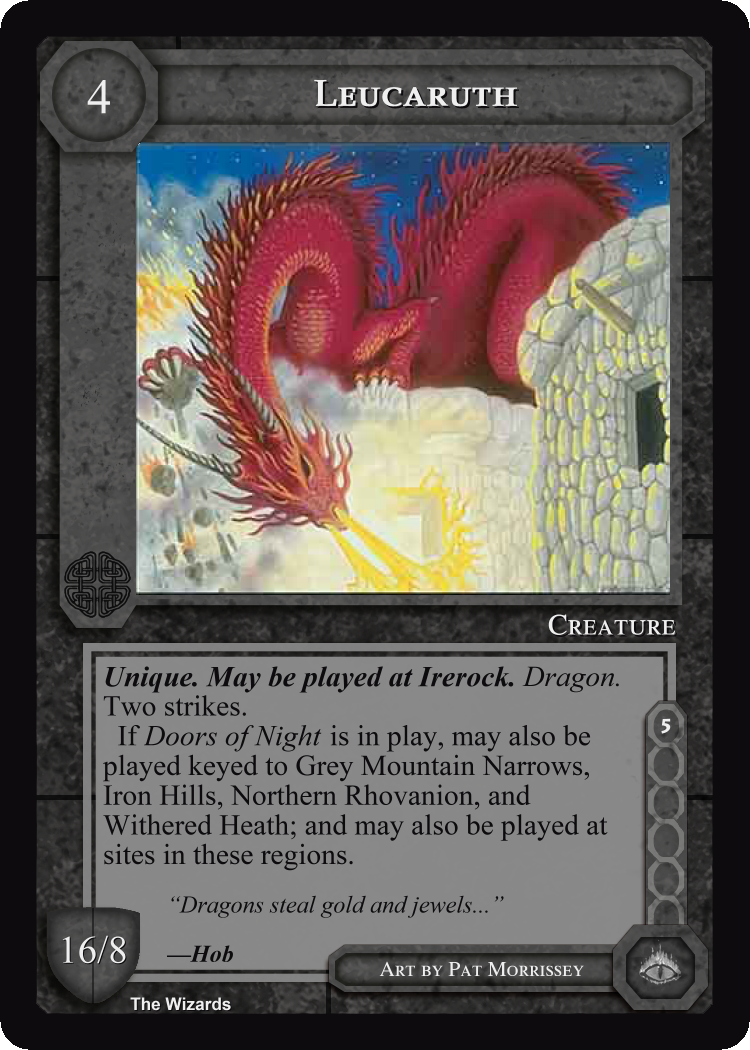 4
LEUCARUTH
CREATURE
Unique. May be played at Irerock. Dragon.
Two strikes.
If Doors of Night is in play, may also be
played keyed to Grey Mountain Narrows,
Iron Hills, Northern Rhovanion, and
Withered Heath; and may also be played at
sites in these regions.
5
“Dragons steal gold and jewels...”
—Hob
16/8
ART BY PAT MORRISSEY
The Wizards